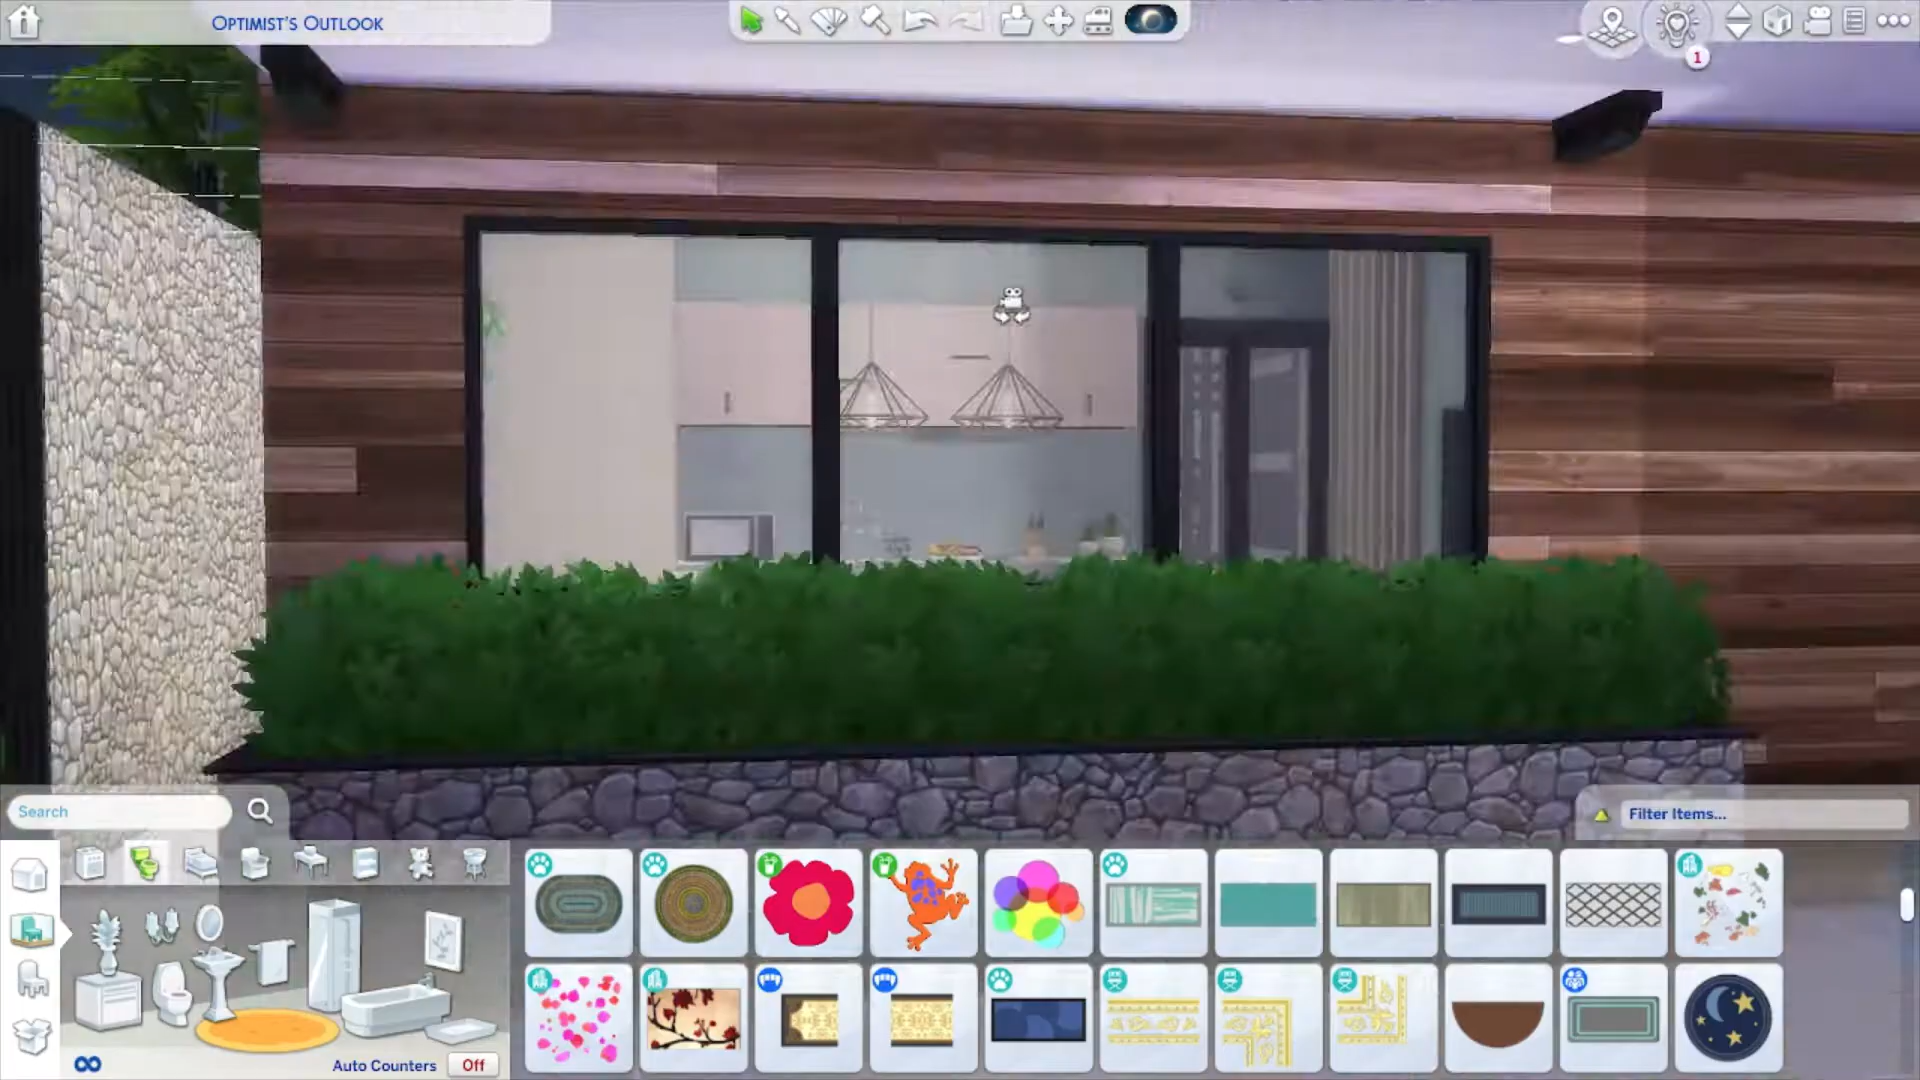 OPTIMIST'S OUTLOOK
1
Search
Filter Items...
Auto Counters
Off